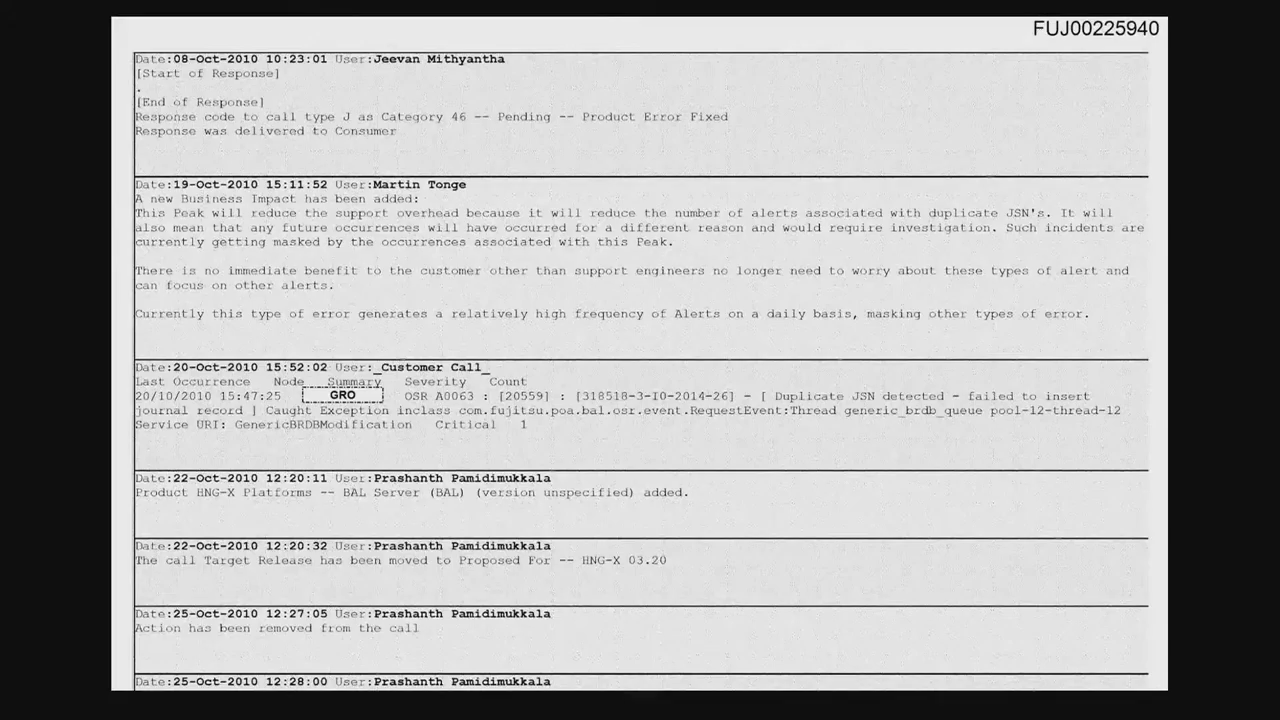 FUJ00225940
Date:08-Oct-2010 10:23:01 User:Jeevan Mithyantha
[Start of Response]
.
[End of Response]
Response code to call type J as Category 46 -- Pending -- Product Error Fixed
Response was delivered to Consumer
Date:19-Oct-2010 15:11:52 User:Martin Tonge
A new Business Impact has been added:
This Peak will reduce the support overhead because it will reduce the number of alerts associated with duplicate JSN's. It will
also mean that any future occurrences will have occurred for a different reason and would require investigation. Such incidents are
currently getting masked by the occurrences associated with this Peak.
There is no immediate benefit to the customer other than support engineers no longer need to worry about these types of alert and
can focus on other alerts.
Currently this type of error generates a relatively high frequency of Alerts on a daily basis, masking other types of error.
Date:20-Oct-2010 15:52:02 User:_Customer Call_
Last Occurrence Node Summary Severity Count
20/10/2010 15:47:25 GRO OSR A0063 : [20559] : [318518-3-IO-2014-26] - [ Duplicate JSN detected - failed to insert
journal record ] Caught Exception inclass com.fujitsu.poa.bal.osr.event.RequestEvent:Thread generic_brdb_queue pool-12-thread-12
Service URI: GenericBRDBModification Critical 1
Date:22-Oct-2010 12:20:11 User:Prashanth Pamidimukkala
Product HNG-X Platforms -- BAL Server (BAL) (version unspecified) added.
Date:22-Oct-2010 12:20:32 User:Prashanth Pamidimukkala
The call Target Release has been moved to Proposed For -- HNG-X 03.20
Date:25-Oct-2010 12:27:05 User:Prashanth Pamidimukkala
Action has been removed from the call
Date:25-Oct-2010 12:28:00 User:Prashanth Pamidimukkala